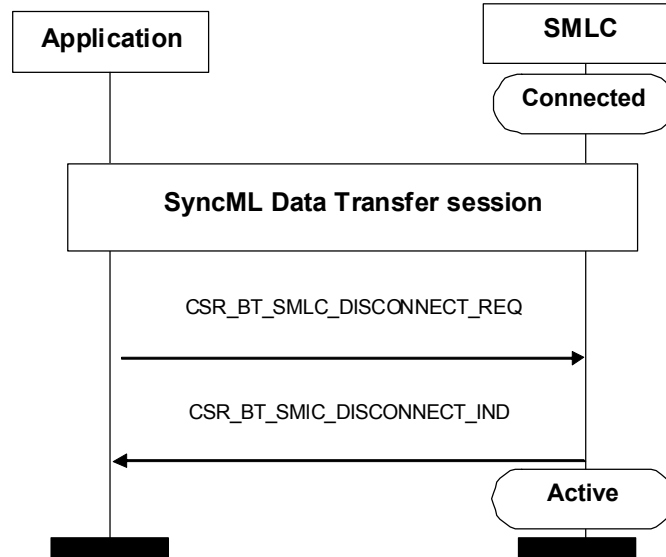 Application
SMLC
Connected
SyncML Data Transfer session
CSR_BT_SMLC_DISCONNECT_REQ
CSR_BT_SMIC_DISCONNECT_IND
Active